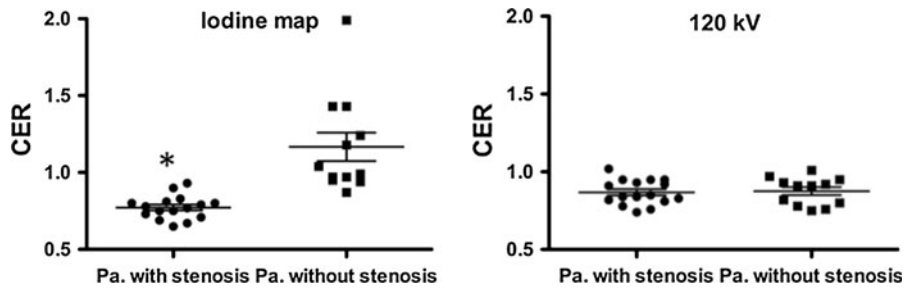 Iodine map
CER
2.0
1.5
1.0
0.5
*
Pa. with stenosis Pa. without stenosis
120 kV
CER
2.0
1.5
1.0
0.5
Pa. with stenosis Pa. without stenosis